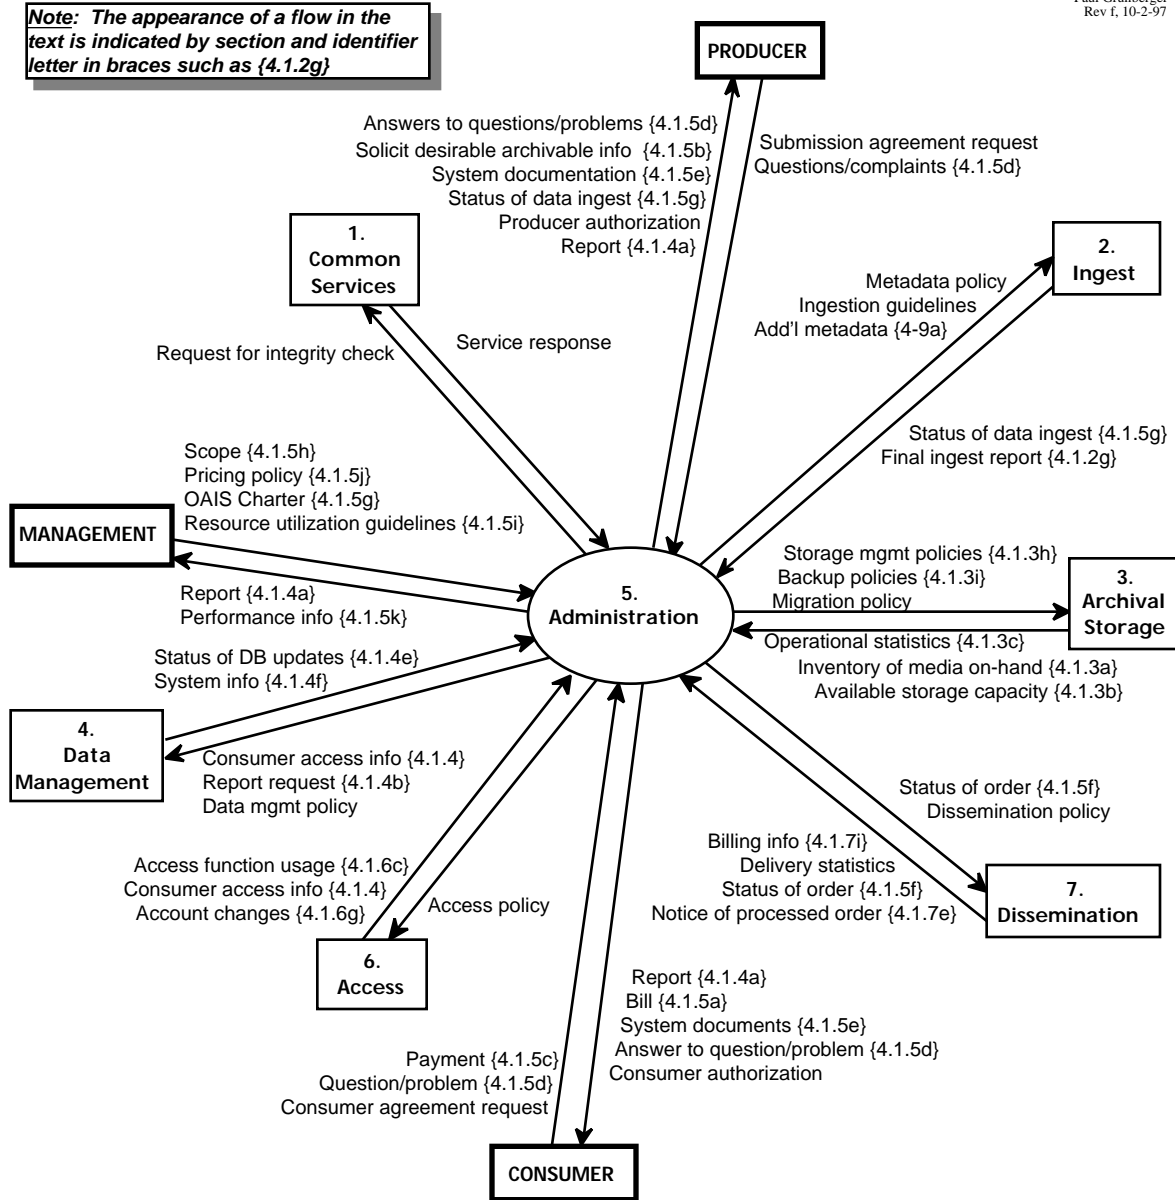 Note: The appearance of a flow in the
text is indicated by section and identifier
letter in braces such as {4.1.2g}
Rev f, 10-2-97
PRODUCER
Answers to questions/problems {4.1.5d}
Solicit desirable archivable info {4.1.5b}
System documentation {4.1.5e}
Status of data ingest {4.1.5g}
Producer authorization
Report {4.1.4a}
Submission agreement request
Questions/complaints {4.1.5d}
1.
Common
Services
2.
Ingest
Metadata policy
Ingestion guidelines
Add'l metadata {4-9a}
Service response
Request for integrity check
Status of data ingest {4.1.5g}
Final ingest report {4.1.2g}
Scope {4.1.5h}
Pricing policy {4.1.5j}
OAIS Charter {4.1.5g}
Resource utilization guidelines {4.1.5i}
MANAGEMENT
Report {4.1.4a}
Performance info {4.1.5k}
5.
Administration
Storage mgmt policies {4.1.3h}
Backup policies {4.1.3i}
Migration policy
3.
Archival
Storage
Operational statistics {4.1.3c}
Inventory of media on-hand {4.1.3a}
Available storage capacity {4.1.3b}
Status of DB updates {4.1.4e}
System info {4.1.4f}
4.
Data
Management
Consumer access info {4.1.4}
Report request {4.1.4b}
Data mgmt policy
Status of order {4.1.5f}
Dissemination policy
Billing info {4.1.7i}
Delivery statistics
Status of order {4.1.5f}
Notice of processed order {4.1.7e}
7.
Dissemination
Access function usage {4.1.6c}
Consumer access info {4.1.4}
Account changes {4.1.6g}
Access policy
6.
Access
Report {4.1.4a}
Bill {4.1.5a}
System documents {4.1.5e}
Answer to question/problem {4.1.5d}
Consumer authorization
Payment {4.1.5c}
Question/problem {4.1.5d}
Consumer agreement request
CONSUMER